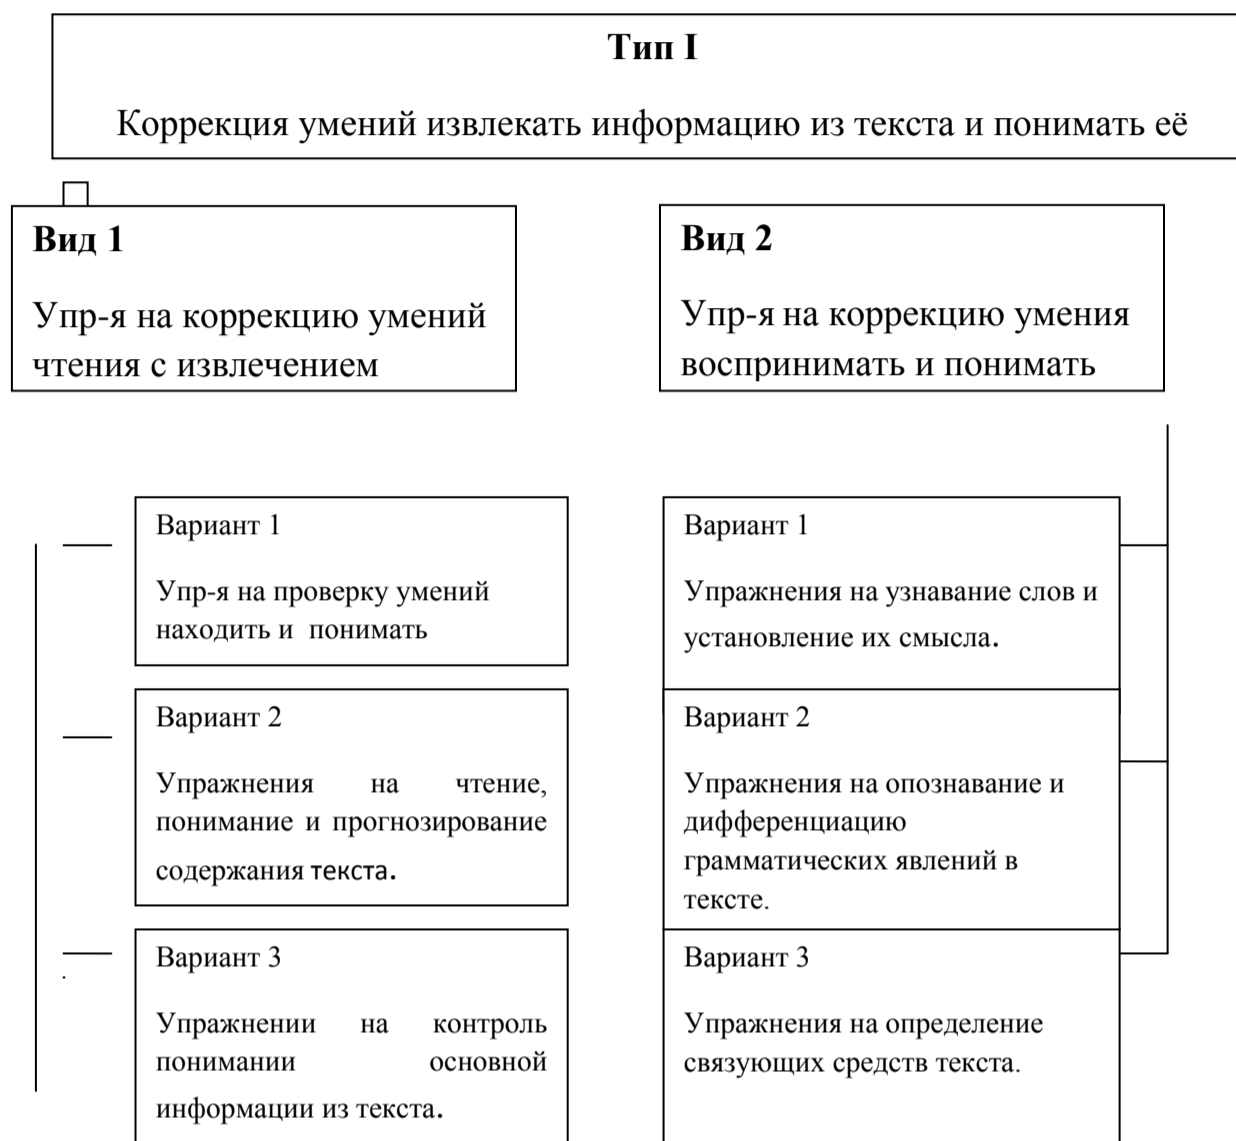 Тип I
Коррекция умений извлекать информацию из текста и понимать её
Вид 1
Упр-я на коррекцию умений
чтения с извлечением
Вид 2
Упр-я на коррекцию умения
воспринимать и понимать
Вариант 1
Упр-я на проверку умений
находить и понимать
Вариант 2
Упражнения на чтение,
понимание и прогнозирование
содержания текста.
Вариант 3
Упражнении на контроль
понимании основной
информации из текста.
Вариант 1
Упражнения на узнавание слов и
установление их смысла.
Вариант 2
Упражнения на опознавание и
дифференциацию
грамматических явлений в
тексте.
Вариант 3
Упражнения на определение
связующих средств текста.